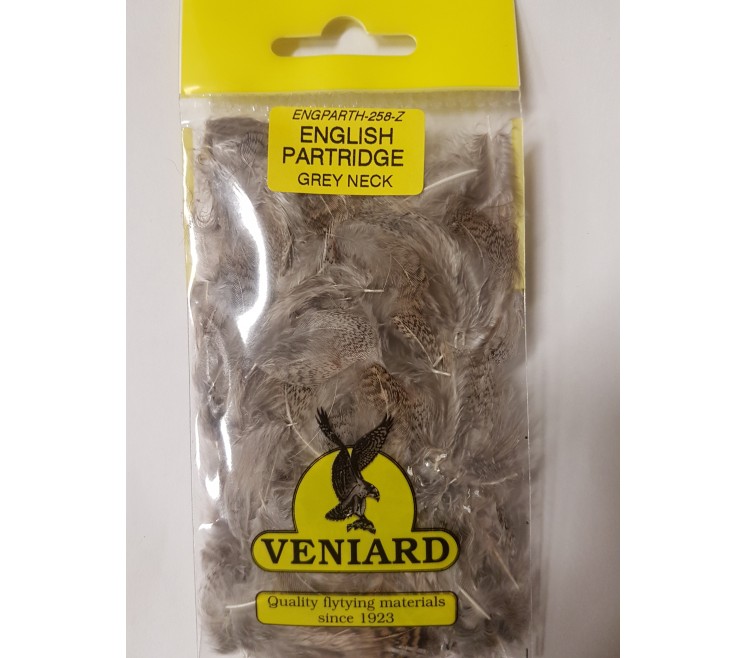 ENGPARTH-258-Z
ENGLISH
PARTRIDGE
GREY NECK
VENIARD
Quality flytying materials
since 1923